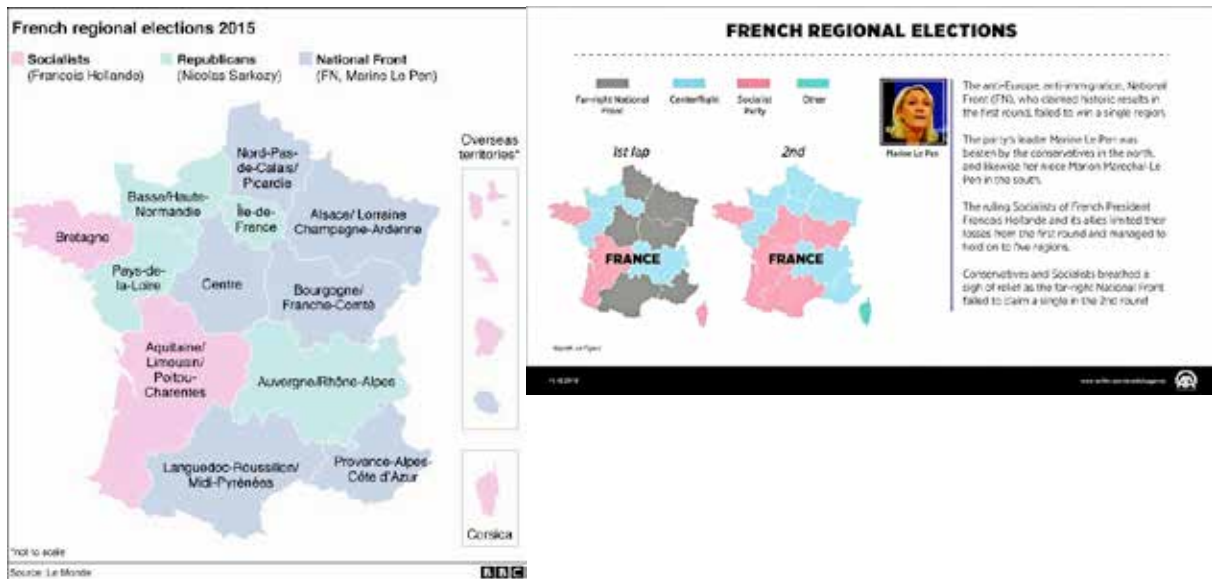 French regional elections 2015
Socialists
(Francois Hollande)
Republicans
(Nicolas Sarkozy)
National Front
(FN, Marine Le Pen)
Overseas
territories*
Nord-Pas-
de-Calais/
Picardie
Basse/Haute-
Normandie
Île-de-
France
Alsace/ Lorraine
Champagne-Ardenne
Bretagne
Pays-de-
la-Loire
Centre
Bourgogne/
Franche-Comté
Aquitaine/
Limousin/
Poitou-
Charentes
Auvergne/Rhône-Alpes
Languedoc-Roussillon/
Midi-Pyrénées
Provence-Alpes-
Côte d'Azur
Corsica
*not to scale
Source: Le Monde
BBC
FRENCH REGIONAL ELECTIONS
Far-right National
Front
Center-Right
Socialist
Party
Other
1st lap
2nd
FRANCE
FRANCE
Marine Le Pen
The anti-Europe, anti-immigration, National
Front (FN), who claimed historic results in
the first round, failed to win a single region.
The party's leader Marine Le Pen was
beaten by the conservatives in the north,
and likewise her niece Marion Marechal-Le
Pen in the south.
The ruling Socialists of French President
Francois Hollande and its allies limited their
losses from the first round and managed to
hold on to five regions.
Conservatives and Socialists breathed a
sigh of relief as the far-right National Front
failed to claim a single in the 2nd round